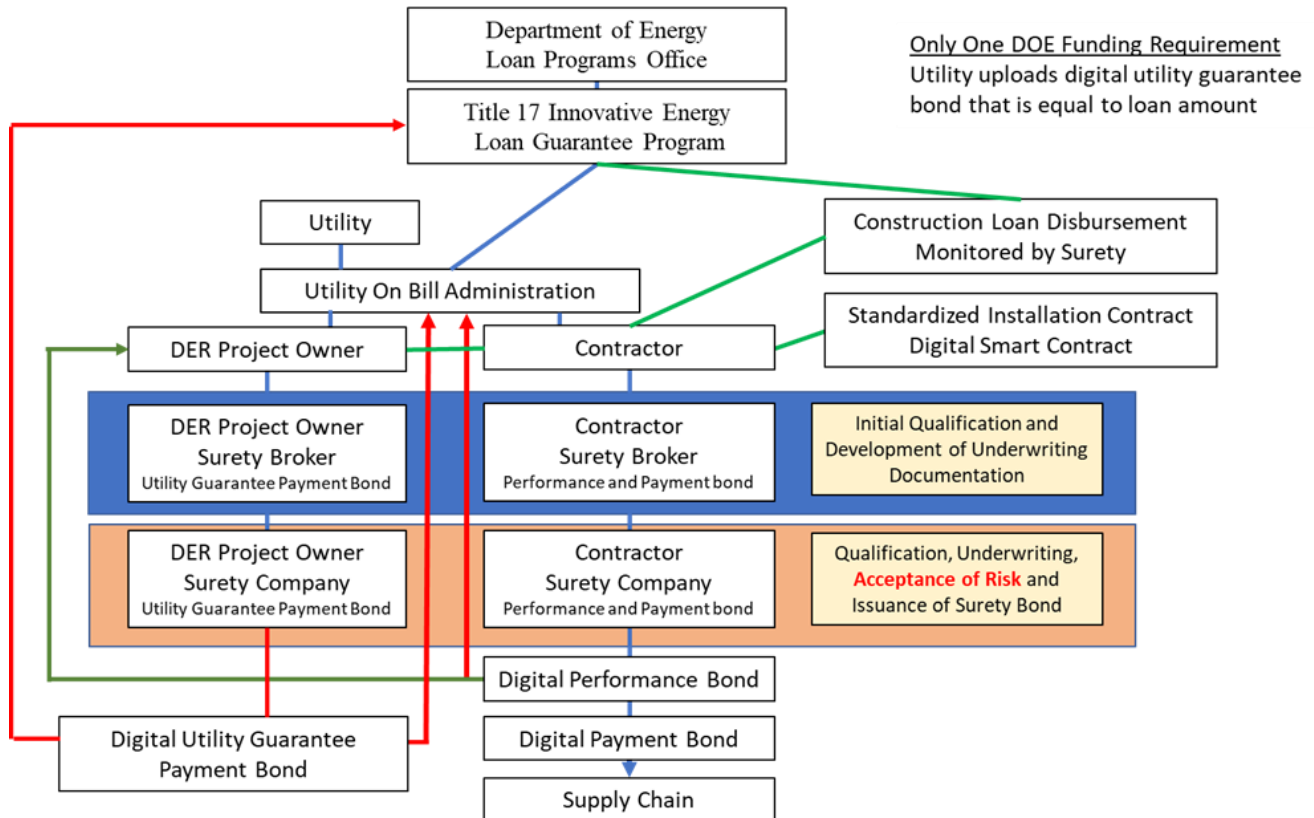 Department of Energy
Loan Programs Office
Only One DOE Funding Requirement
Utility uploads digital utility guarantee
bond that is equal to loan amount
Title 17 Innovative Energy
Loan Guarantee Program
Utility
Construction Loan Disbursement
Monitored by Surety
Utility On Bill Administration
Standardized Installation Contract
Digital Smart Contract
DER Project Owner
Contractor
DER Project Owner
Surety Broker
Utility Guarantee Payment Bond
Contractor
Surety Broker
Performance and Payment bond
Initial Qualification and
Development of Underwriting
Documentation
DER Project Owner
Surety Company
Utility Guarantee Payment Bond
Contractor
Surety Company
Performance and Payment bond
Qualification, Underwriting,
Acceptance of Risk and
Issuance of Surety Bond
Digital Performance Bond
Digital Utility Guarantee
Payment Bond
Digital Payment Bond
Supply Chain